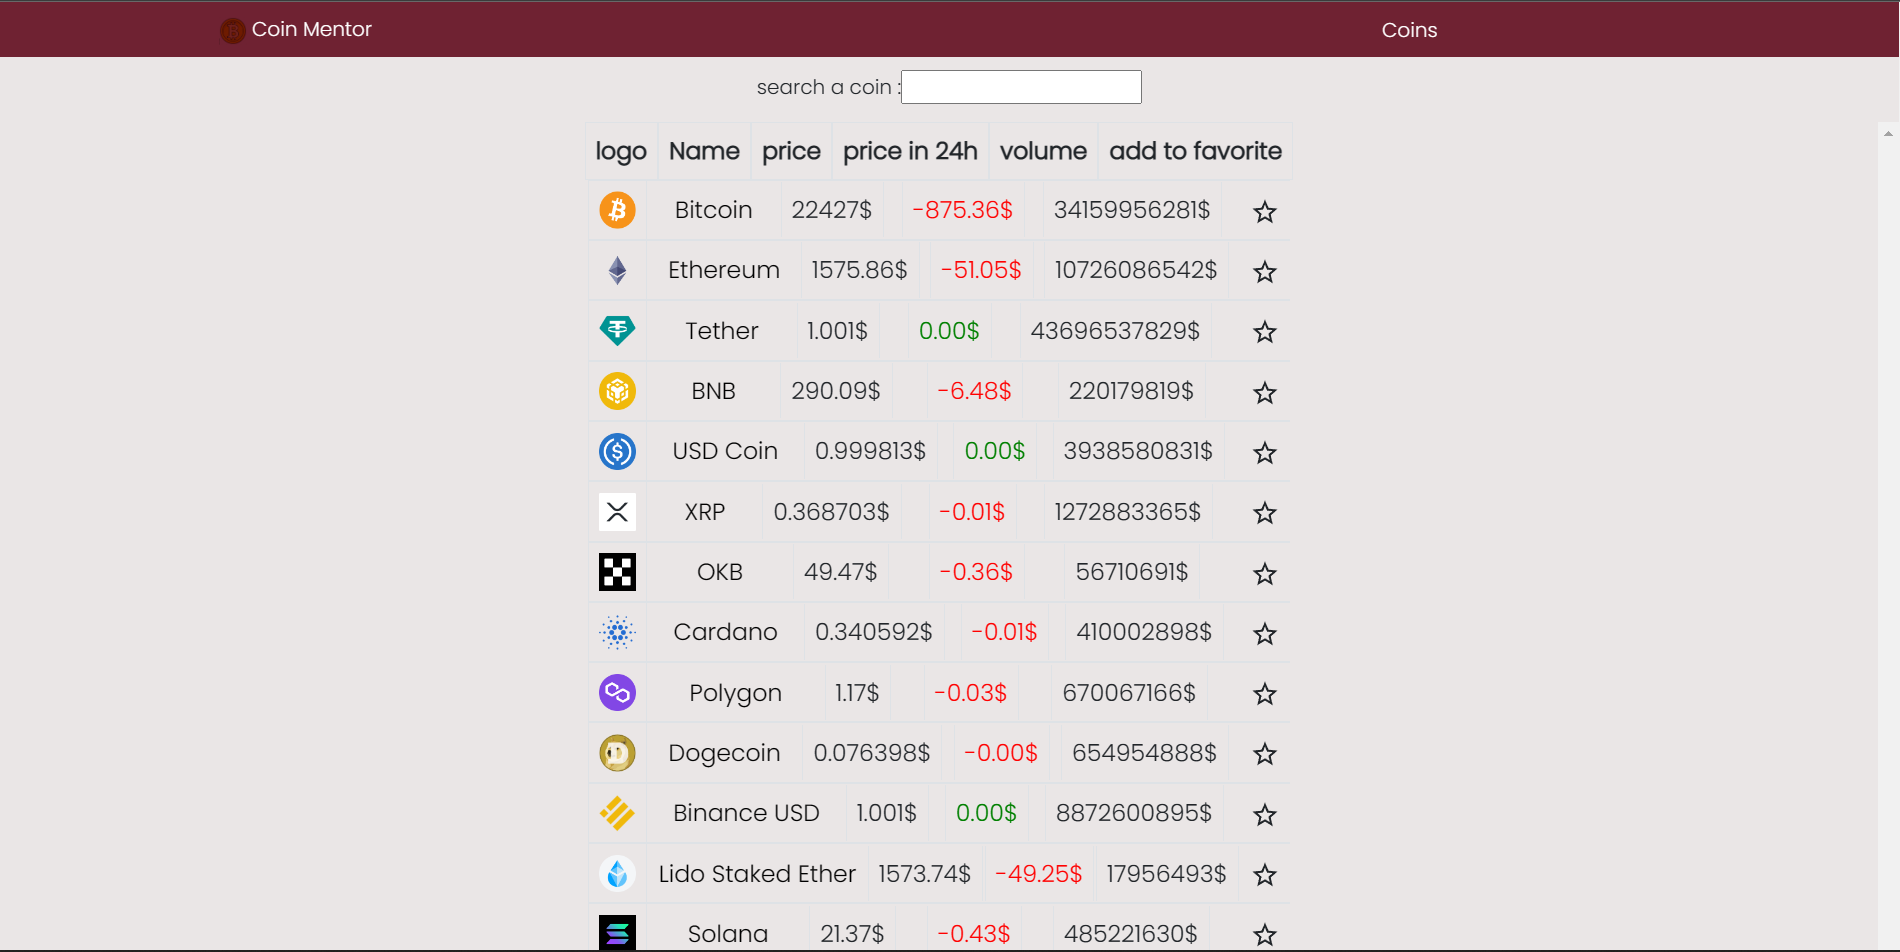 Coin Mentor Coins
search a coin :
logo Name price price in 24h volume add to favorite
Bitcoin 22427$ -875.36$ 34159956281$
Ethereum 1575.86$ -51.05$ 10726086542$
Tether 1.001$ 0.00$ 43696537829$
BNB 290.09$ -6.48$ 220179819$
USD Coin 0.999813$ 0.00$ 3938580831$
XRP 0.368703$ -0.01$ 1272883365$
OKB 49.47$ -0.36$ 56710691$
Cardano 0.340592$ -0.01$ 410002898$
Polygon 1.17$ -0.03$ 670067166$
Dogecoin 0.076398$ -0.00$ 654954888$
Binance USD 1.001$ 0.00$ 8872600895$
Lido Staked Ether 1573.74$ -49.25$ 17956493$
Solana 21.37$ -0.43$ 485221630$